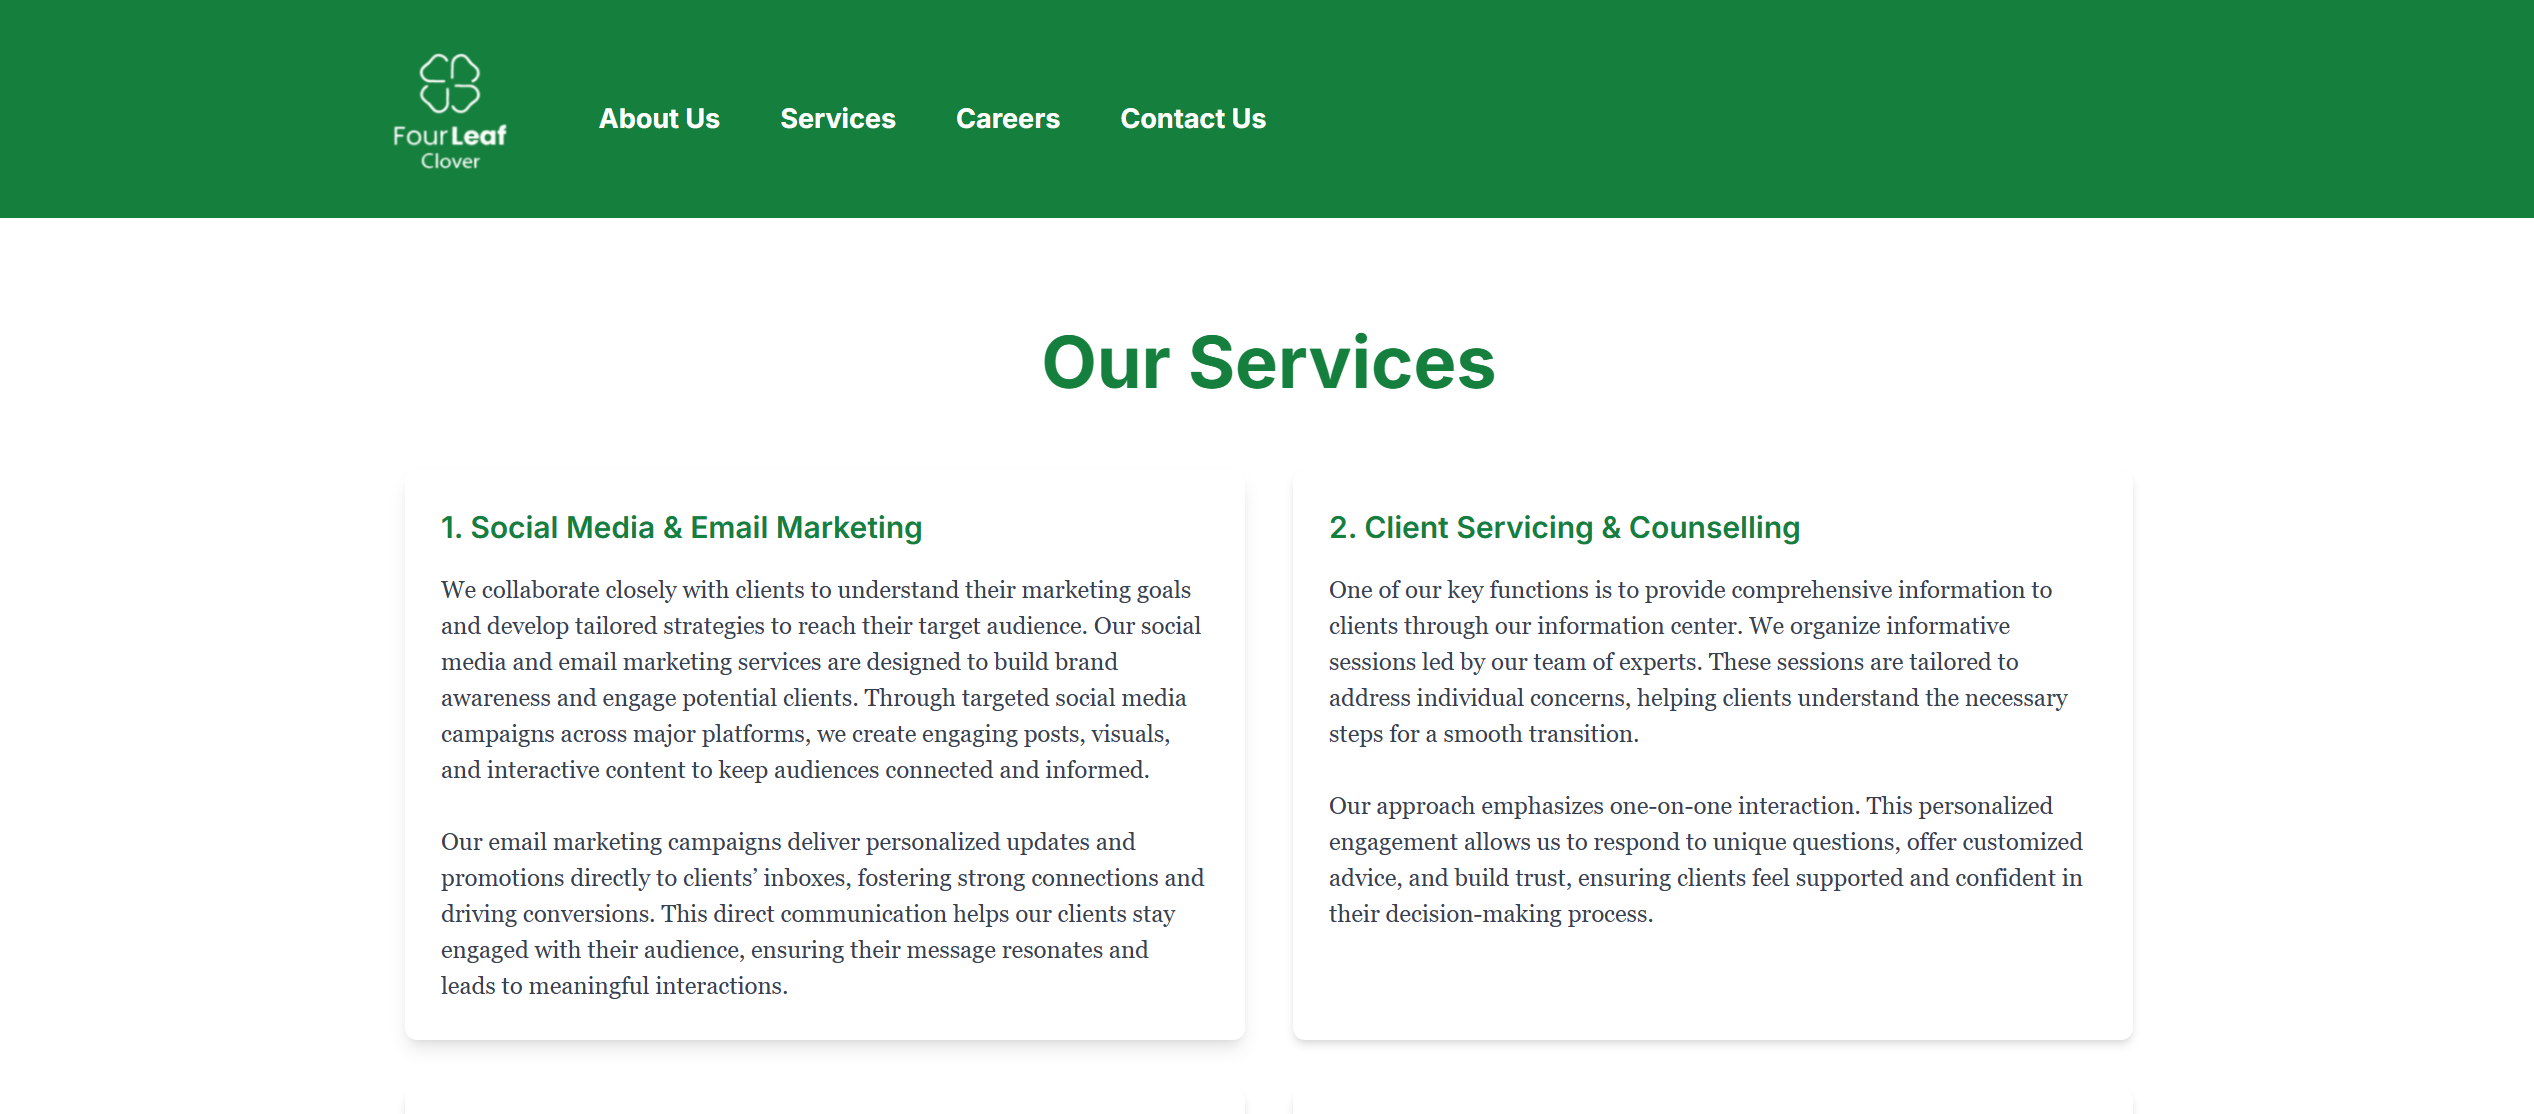 FourLeaf
Clover
About Us
Services
Careers
Contact Us
Our Services
1. Social Media & Email Marketing
We collaborate closely with clients to understand their marketing goals
and develop tailored strategies to reach their target audience. Our social
media and email marketing services are designed to build brand
awareness and engage potential clients. Through targeted social media
campaigns across major platforms, we create engaging posts, visuals,
and interactive content to keep audiences connected and informed.
Our email marketing campaigns deliver personalized updates and
promotions directly to clients’ inboxes, fostering strong connections and
driving conversions. This direct communication helps our clients stay
engaged with their audience, ensuring their message resonates and
leads to meaningful interactions.
2. Client Servicing & Counselling
One of our key functions is to provide comprehensive information to
clients through our information center. We organize informative
sessions led by our team of experts. These sessions are tailored to
address individual concerns, helping clients understand the necessary
steps for a smooth transition.
Our approach emphasizes one-on-one interaction. This personalized
engagement allows us to respond to unique questions, offer customized
advice, and build trust, ensuring clients feel supported and confident in
their decision-making process.